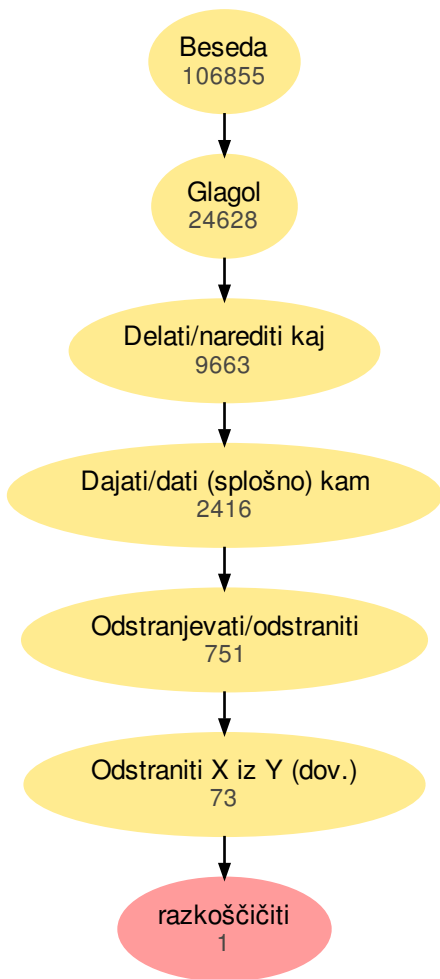 Beseda
106855
Glagol
24628
Delati/narediti kaj
9663
Dajati/dati (splošno) kam
2416
Odstranjevati/odstraniti
751
Odstraniti X iz Y (dov.)
73
razkoščičiti
1